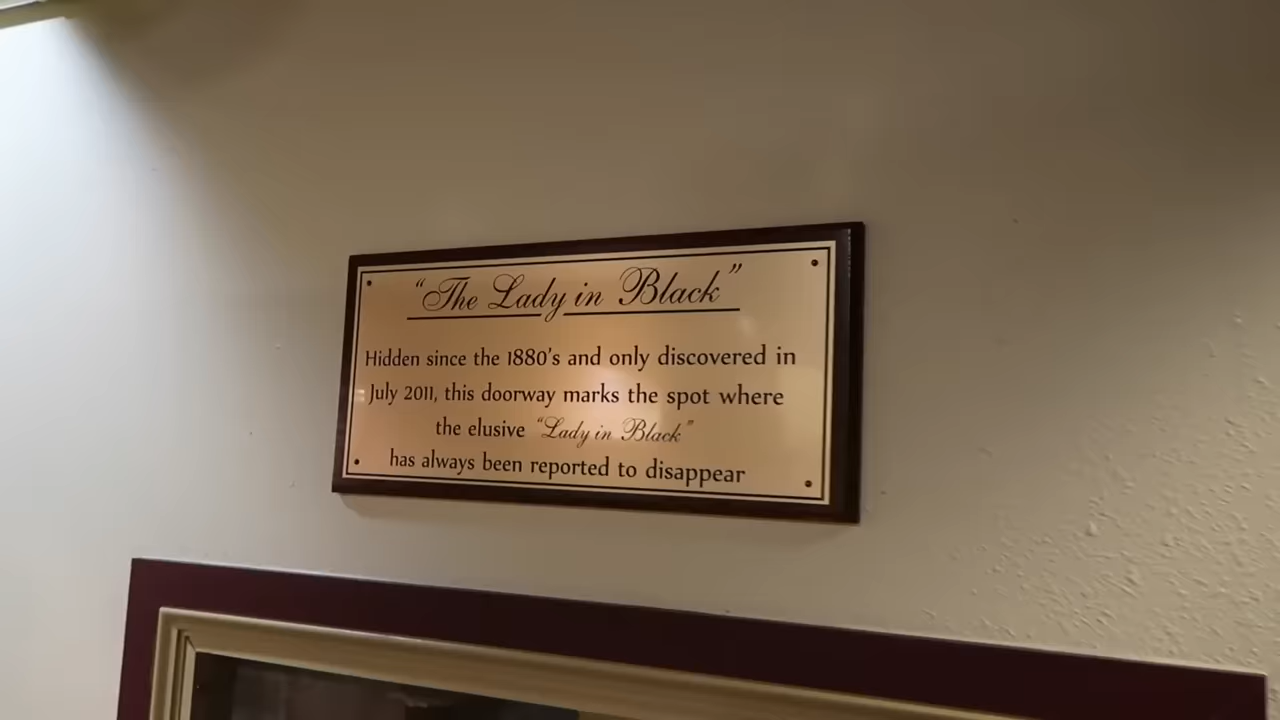 “The Lady in Black”
Hidden since the 1880's and only discovered in
July 2011, this doorway marks the spot where
the elusive “Lady in Black”
has always been reported to disappear